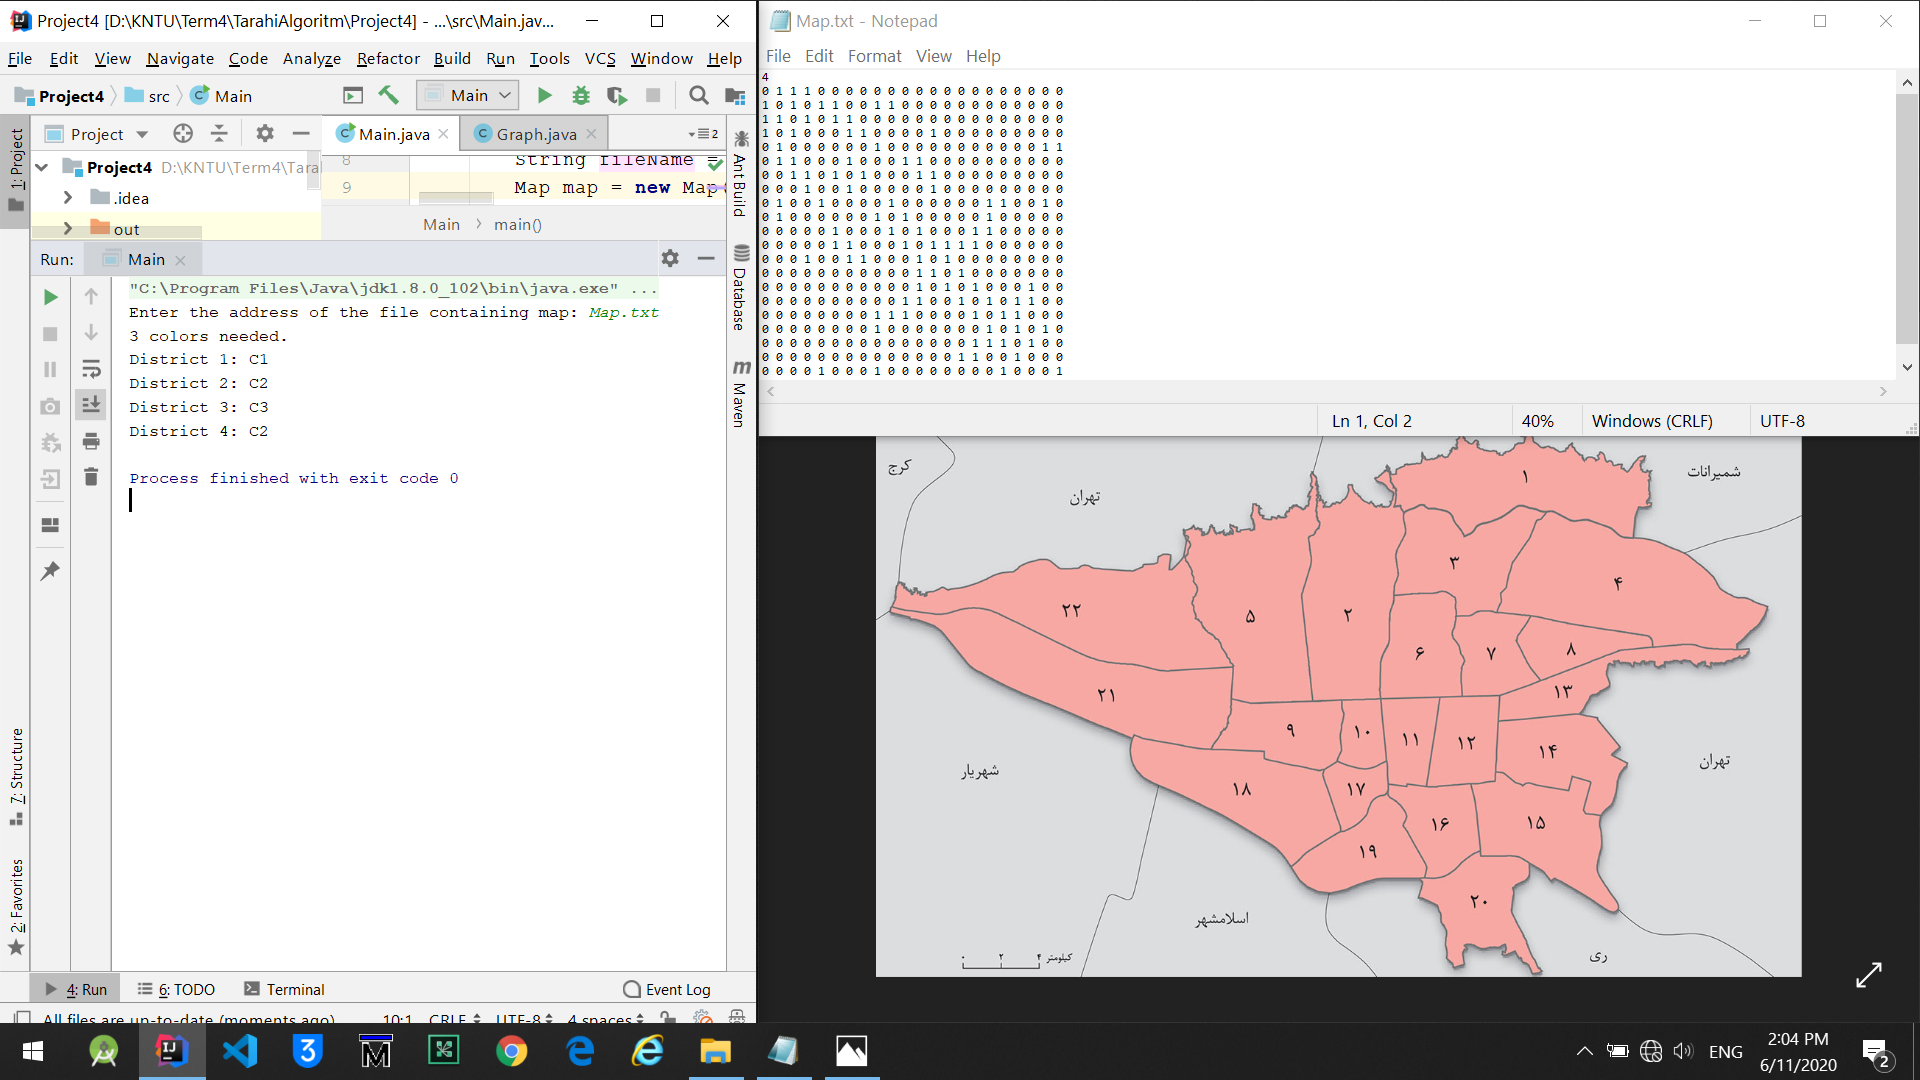 Project4 [D:\KNTU\Term4\TarahiAlgoritm\Project4] - ...\src\Main.jav...
File Edit View Navigate Code Analyze Refactor Build Run Tools VCS Window Help
Project4 src Main Main
1: Project
Project Main.java Graph.java 2
Project4 D:\KNTU\Term4\Tara
.idea
out
8 String fileName =
9 Map map = new Map
Main main()
Ant Build
Database
Maven
Run: Main
"C:\Program Files\Java\jdk1.8.0_102\bin\java.exe" ...
Enter the address of the file containing map: Map.txt
3 colors needed.
District 1: C1
District 2: C2
District 3: C3
District 4: C2
Process finished with exit code 0
7: Structure
2: Favorites
4: Run 6: TODO Terminal Event Log
All files are up-to-date (moments ago) 10:1 CRLF UTF-8 4 spaces
Map.txt - Notepad
File Edit Format View Help
4
0 1 1 1 0 0 0 0 0 0 0 0 0 0 0 0 0 0 0 0 0 0
1 0 1 0 1 1 0 0 1 1 0 0 0 0 0 0 0 0 0 0 0 0
1 1 0 1 0 1 1 0 0 0 0 0 0 0 0 0 0 0 0 0 0 0
1 0 1 0 0 0 1 1 0 0 0 0 1 0 0 0 0 0 0 0 0 0
0 1 0 0 0 0 0 0 1 0 0 0 0 0 0 0 0 0 0 0 1 1
0 1 1 0 0 0 1 0 0 0 1 1 0 0 0 0 0 0 0 0 0 0
0 0 1 1 0 1 0 1 0 0 0 1 1 0 0 0 0 0 0 0 0 0
0 0 0 1 0 0 1 0 0 0 0 0 1 0 0 0 0 0 0 0 0 0
0 1 0 0 1 0 0 0 0 1 0 0 0 0 0 0 1 1 0 0 1 0
0 1 0 0 0 0 0 0 1 0 1 0 0 0 0 0 1 0 0 0 0 0
0 0 0 0 0 1 0 0 0 1 0 1 0 0 0 1 1 0 0 0 0 0
0 0 0 0 0 1 1 0 0 0 1 0 1 1 1 1 0 0 0 0 0 0
0 0 0 1 0 0 1 1 0 0 0 1 0 1 0 0 0 0 0 0 0 0
0 0 0 0 0 0 0 0 0 0 0 1 1 0 1 0 0 0 0 0 0 0
0 0 0 0 0 0 0 0 0 0 0 1 0 1 0 1 0 0 0 0 0 0
0 0 0 0 0 0 0 0 0 0 1 1 0 0 1 0 1 0 1 1 0 0
0 0 0 0 0 0 0 0 1 1 1 0 0 0 0 1 0 1 1 0 0 0
0 0 0 0 0 0 0 0 1 0 0 0 0 0 0 0 1 0 1 0 1 0
0 0 0 0 0 0 0 0 0 0 0 0 0 0 0 1 1 1 0 1 0 0
0 0 0 0 0 0 0 0 0 0 0 0 0 0 1 1 0 0 1 0 0 0
0 0 0 0 1 0 0 0 1 0 0 0 0 0 0 0 0 1 0 0 0 1
Ln 1, Col 2 40% Windows (CRLF) UTF-8
کرج
تهران
شمیرانات
۱
۳
۴
۲۲
۵
۲
۶
۷
۸
۲۱
۱۳
۹
۱۰
۱۱
۱۲
۱۴
شهریار
تهران
۱۸
۱۷
۱۶
۱۵
۱۹
۲۰
اسلامشهر
ری
۰ ۲ ۴ کیلومتر
ENG
2:04 PM
6/11/2020
2